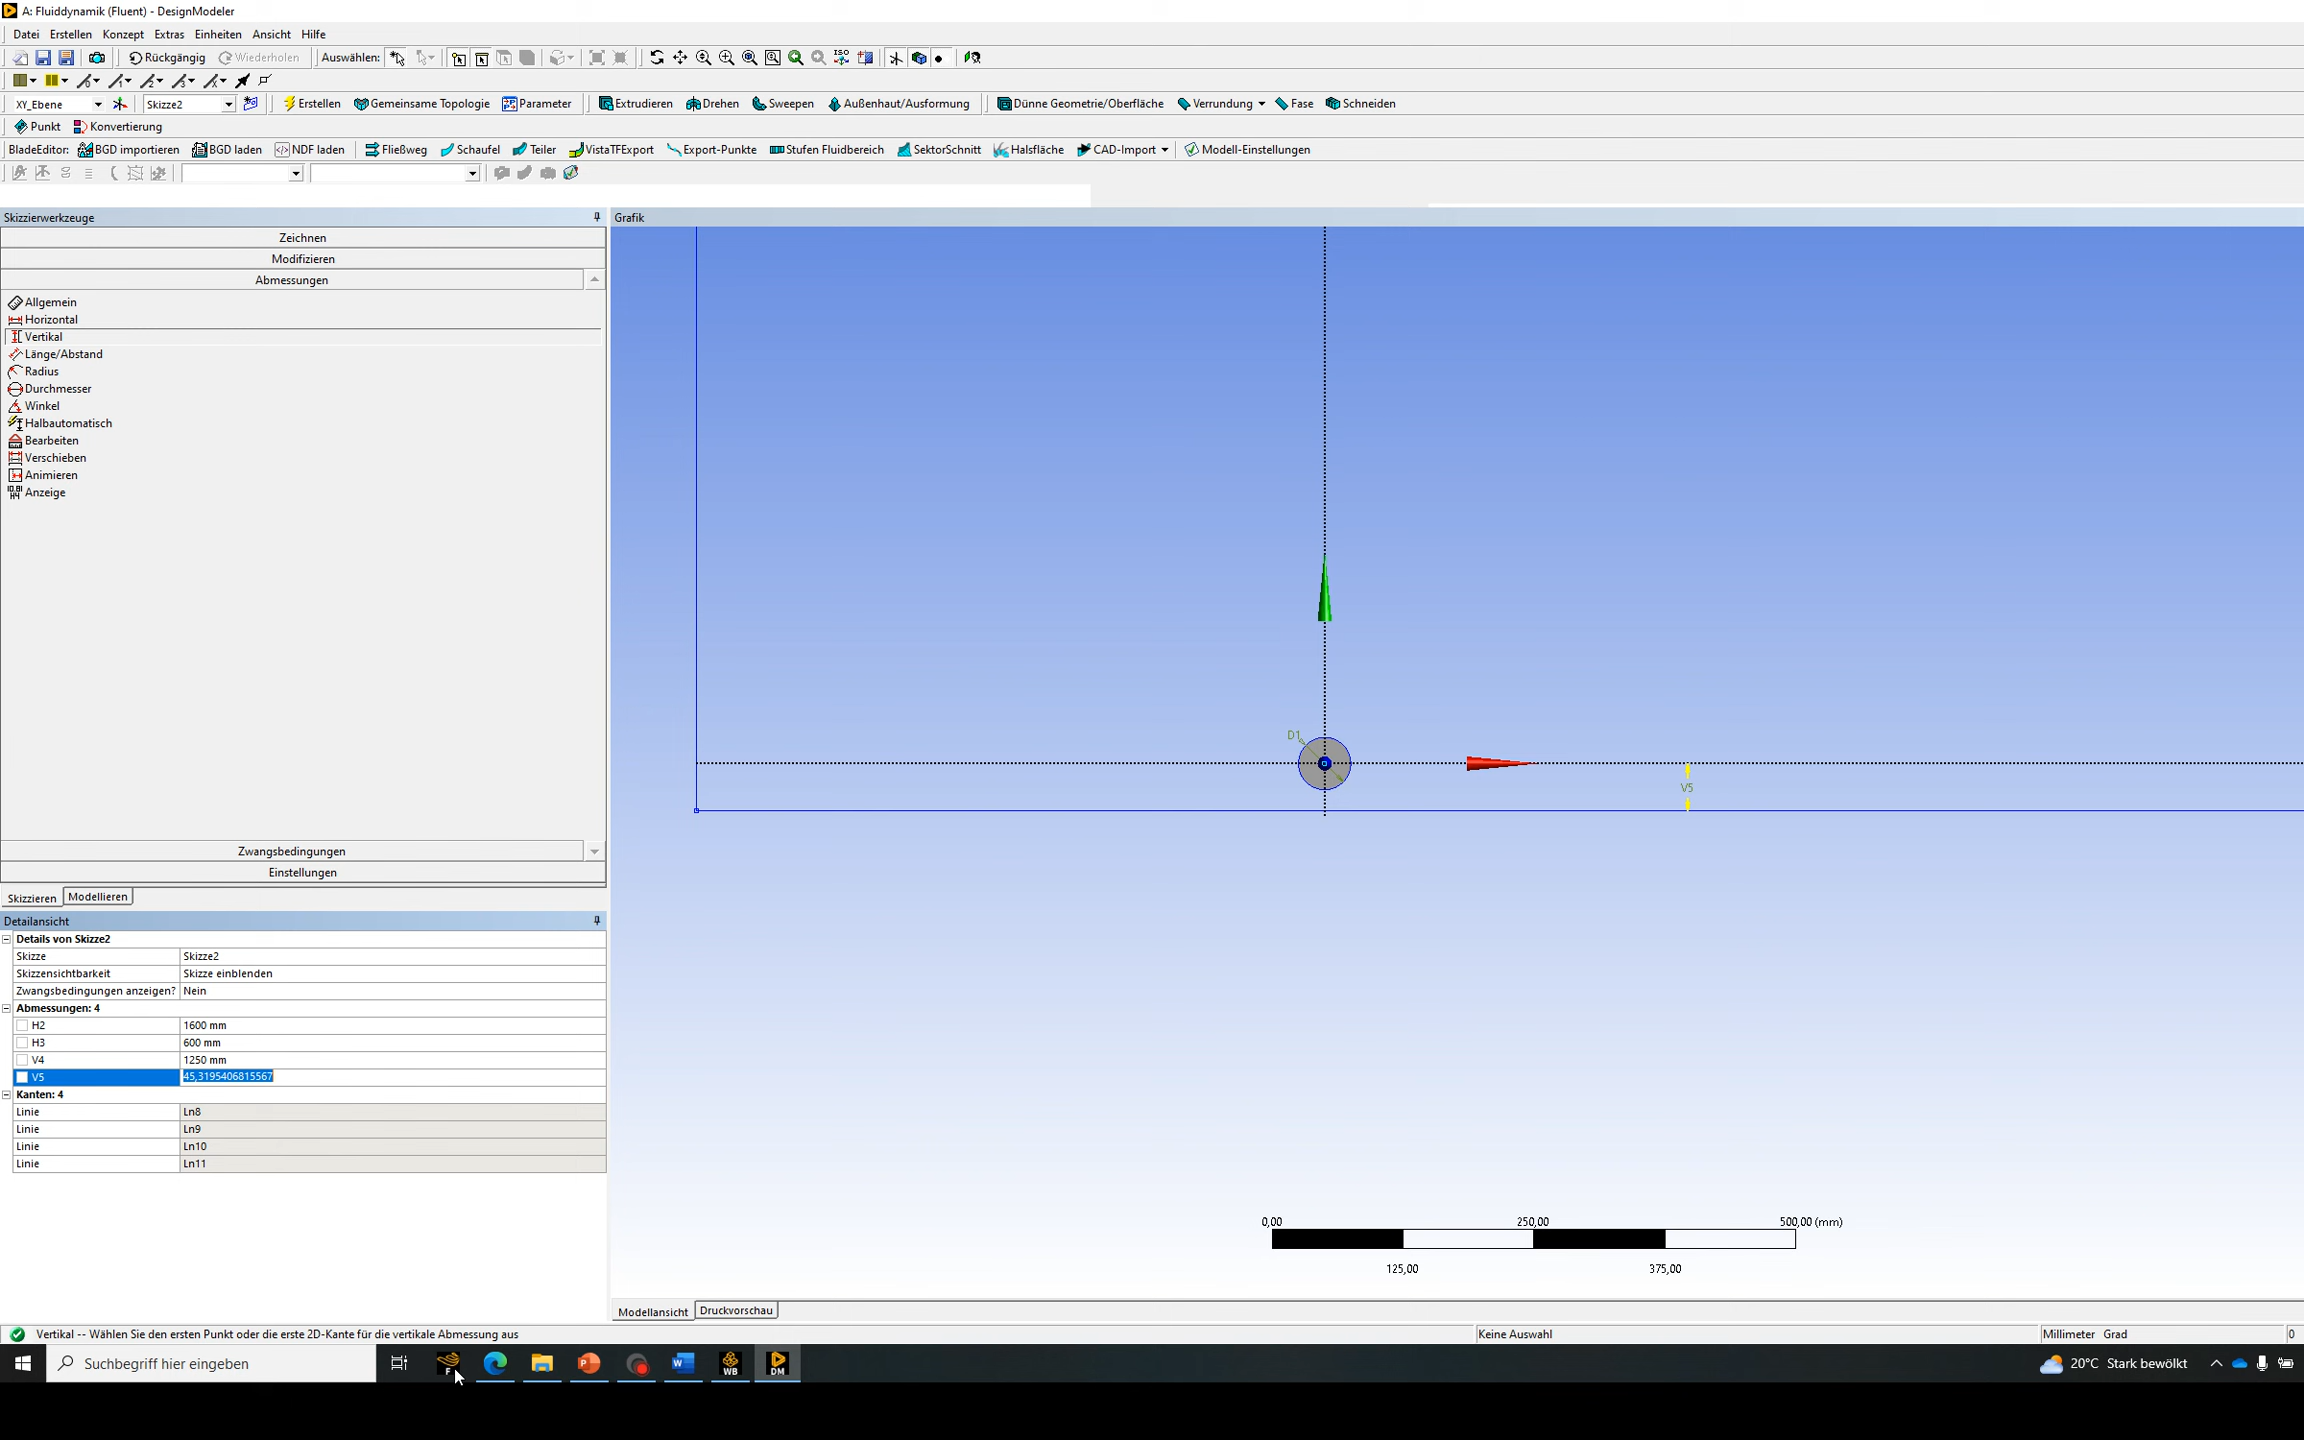 A: Fluiddynamik (Fluent) - DesignModeler
Datei Erstellen Konzept Extras Einheiten Ansicht Hilfe
Rückgängig Wiederholen Auswählen: ISO
XY_Ebene Skizze2 Erstellen Gemeinsame Topologie Parameter Extrudieren Drehen Sweepen Außenhaut/Ausformung Dünne Geometrie/Oberfläche Verrundung Fase Schneiden
Punkt Konvertierung
BladeEditor: BGD importieren BGD laden NDF laden Fließweg Schaufel Teiler VistaTFExport Export-Punkte Stufen Fluidbereich SektorSchnitt Halsfläche CAD-Import Modell-Einstellungen
Skizzierwerkzeuge
Grafik
Zeichnen
Modifizieren
Abmessungen
Allgemein
Horizontal
Vertikal
Länge/Abstand
Radius
Durchmesser
Winkel
Halbautomatisch
Bearbeiten
Verschieben
Animieren
Anzeige
Zwangsbedingungen
Einstellungen
Skizzieren Modellieren
D1
V5
Detailansicht
Details von Skizze2
Skizze Skizze2
Skizzensichtbarkeit Skizze einblenden
Zwangsbedingungen anzeigen? Nein
Abmessungen: 4
H2 1600 mm
H3 600 mm
V4 1250 mm
V5 45,3195406815567
Kanten: 4
Linie Ln8
Linie Ln9
Linie Ln10
Linie Ln11
0,00 250,00 500,00 (mm)
125,00 375,00
Modellansicht Druckvorschau
Vertikal -- Wählen Sie den ersten Punkt oder die erste 2D-Kante für die vertikale Abmessung aus
Keine Auswahl
Millimeter Grad 0
Suchbegriff hier eingeben
F P W WB DM
20°C Stark bewölkt